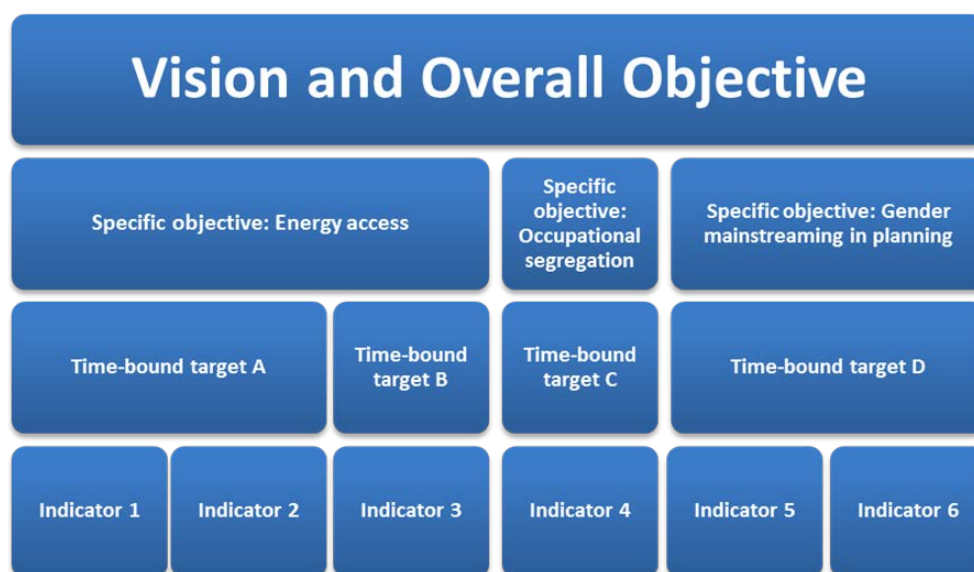 Vision and Overall Objective
Specific objective: Energy access
Specific
objective:
Occupational
segregation
Specific objective: Gender
mainstreaming in planning
Time-bound target A
Time-bound
target B
Time-bound
target C
Time-bound target D
Indicator 1
Indicator 2
Indicator 3
Indicator 4
Indicator 5
Indicator 6